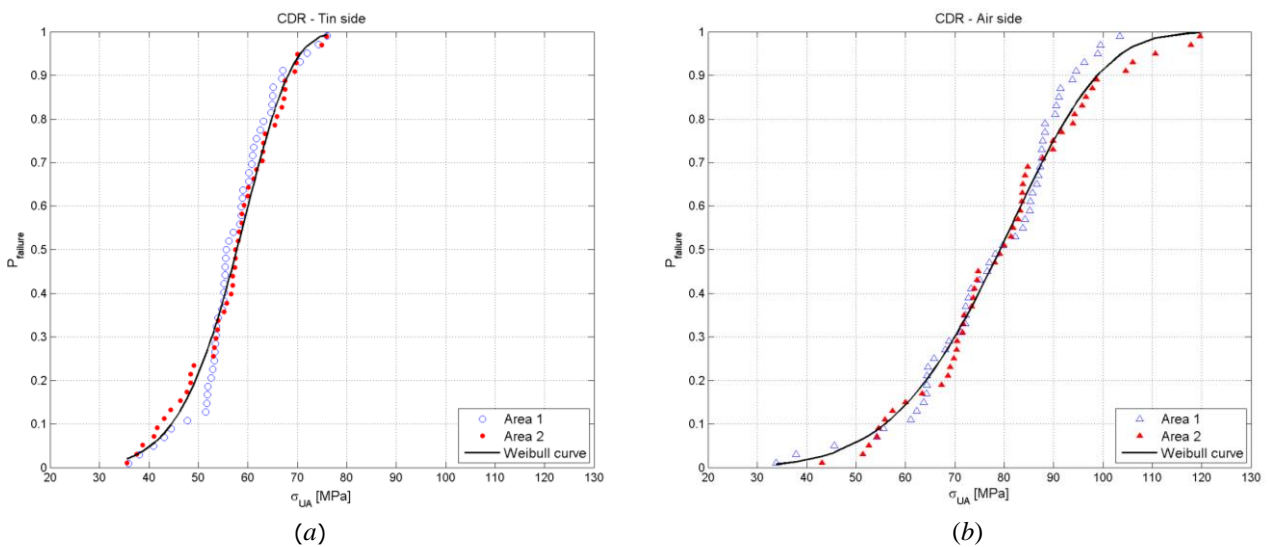 CDR - Tin side
1
0.9
0.8
0.7
0.6
0.5
0.4
0.3
0.2
0.1
0
P failure
20 30 40 50 60 70 80 90 100 110 120 130
σ UA [MPa]
Area 1
Area 2
Weibull curve
(a)
CDR - Air side
1
0.9
0.8
0.7
0.6
0.5
0.4
0.3
0.2
0.1
0
P failure
20 30 40 50 60 70 80 90 100 110 120 130
σ UA [MPa]
Area 1
Area 2
Weibull curve
(b)